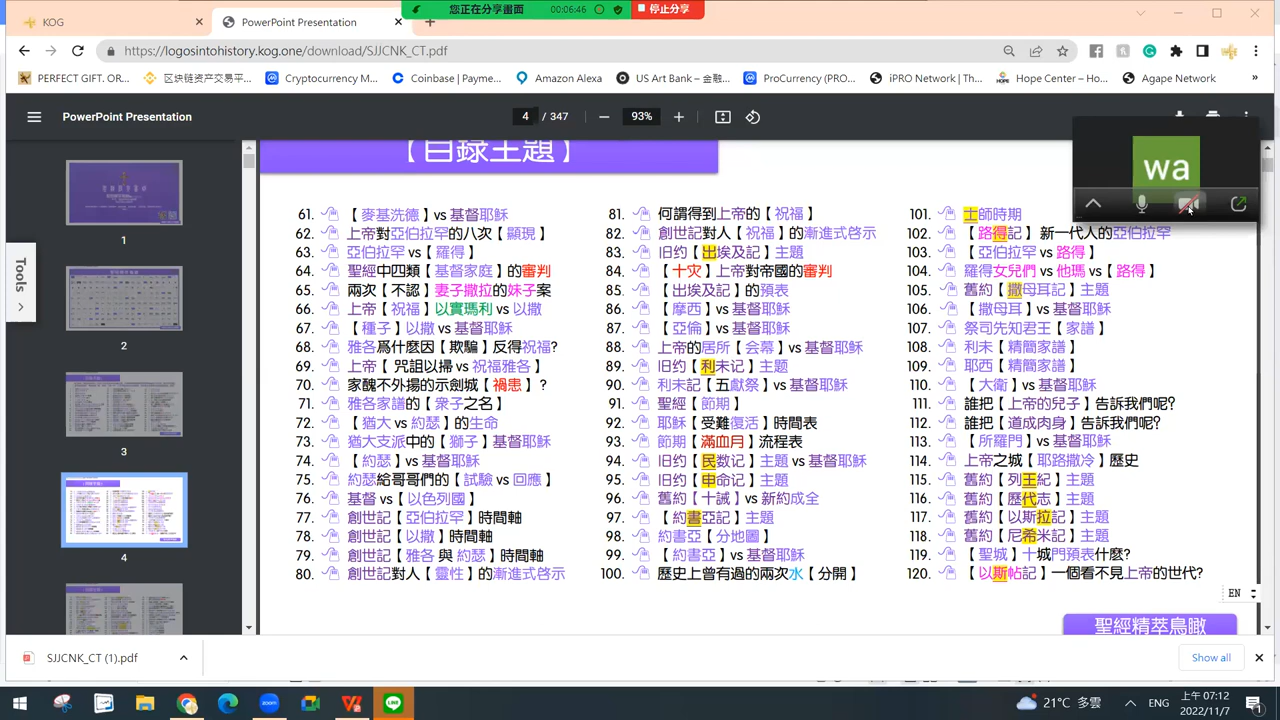 KOG
PowerPoint Presentation
您正在分享畫面
00:06:46
停止分享
https://logosintohistory.kog.one/download/SJJCNK_CT.pdf
PERFECT GIFT. OR...
区块链资产交易平...
Cryptocurrency M...
Coinbase | Payme...
Amazon Alexa
US Art Bank – 金融...
ProCurrency (PRO...
iPRO Network | Th...
Hope Center – Ho...
Agape Network
»
PowerPoint Presentation
4 / 347
93%
wa
Tools
1
2
3
4
【目錄主題】
61. 【麥基洗德】vs 基督耶穌
62. 上帝對亞伯拉罕的八次【顯現】
63. 亞伯拉罕 vs【羅得】
64. 聖經中四類【基督家庭】的審判
65. 兩次【不認】妻子撒拉的妹子案
66. 上帝【祝福】以實瑪利 vs 以撒
67. 【種子】以撒 vs 基督耶穌
68. 雅各爲什麼因【欺騙】反得祝福?
69. 上帝【咒詛以掃 vs 祝福雅各】
70. 家醜不外揚的示劍城【禍患】?
71. 雅各家譜的【衆子之名】
72. 【猶大 vs 約瑟】的生命
73. 猶大支派中的【獅子】基督耶穌
74. 【約瑟】vs 基督耶穌
75. 約瑟給哥哥們的【試驗 vs 回應】
76. 基督 vs【以色列國】
77. 創世記【亞伯拉罕】時間軸
78. 創世記【以撒】時間軸
79. 創世記【雅各 與 約瑟】時間軸
80. 創世記對人【靈性】的漸進式啓示
81. 何謂得到上帝的【祝福】
82. 創世記對人【祝福】的漸進式啓示
83. 旧约【出埃及记】主題
84. 【十灾】上帝對帝國的審判
85. 【出埃及記】的預表
86. 【摩西】vs 基督耶穌
87. 【亞倫】vs 基督耶穌
88. 上帝的居所【会幕】vs 基督耶穌
89. 旧约【利未记】主題
90. 利未記【五獻祭】vs 基督耶穌
91. 聖經【節期】
92. 耶穌【受難復活】時間表
93. 節期【滿血月】流程表
94. 旧约【民数记】主題 vs 基督耶穌
95. 旧约【申命记】主題
96. 舊約【十誡】vs 新約成全
97. 【約書亞記】主題
98. 約書亞【分地圖】
99. 【約書亞】vs 基督耶穌
100. 歷史上曾有過的兩次水【分開】
101. 士師時期
102. 【路得記】新一代人的亞伯拉罕
103. 【亞伯拉罕 vs 路得】
104. 羅得女兒們 vs 他瑪 vs【路得】
105. 舊約【撒母耳記】主題
106. 【撒母耳】vs 基督耶穌
107. 祭司先知君王【家譜】
108. 利未【精簡家譜】
109. 耶西【精簡家譜】
110. 【大衛】vs 基督耶穌
111. 誰把【上帝的兒子】告訴我們呢?
112. 誰把【道成肉身】告訴我們呢?
113. 【所羅門】vs 基督耶穌
114. 上帝之城【耶路撒冷】歷史
115. 舊約【列王紀】主題
116. 舊約【歷代志】主題
117. 舊約【以斯拉記】主題
118. 舊約【尼希米記】主題
119. 【聖城】十城門預表什麼?
120. 【以斯帖記】一個看不見上帝的世代?
EN
聖經精萃鳥瞰
SJJCNK_CT (1).pdf
Show all
21°C 多雲
ENG
上午 07:12
2022/11/7